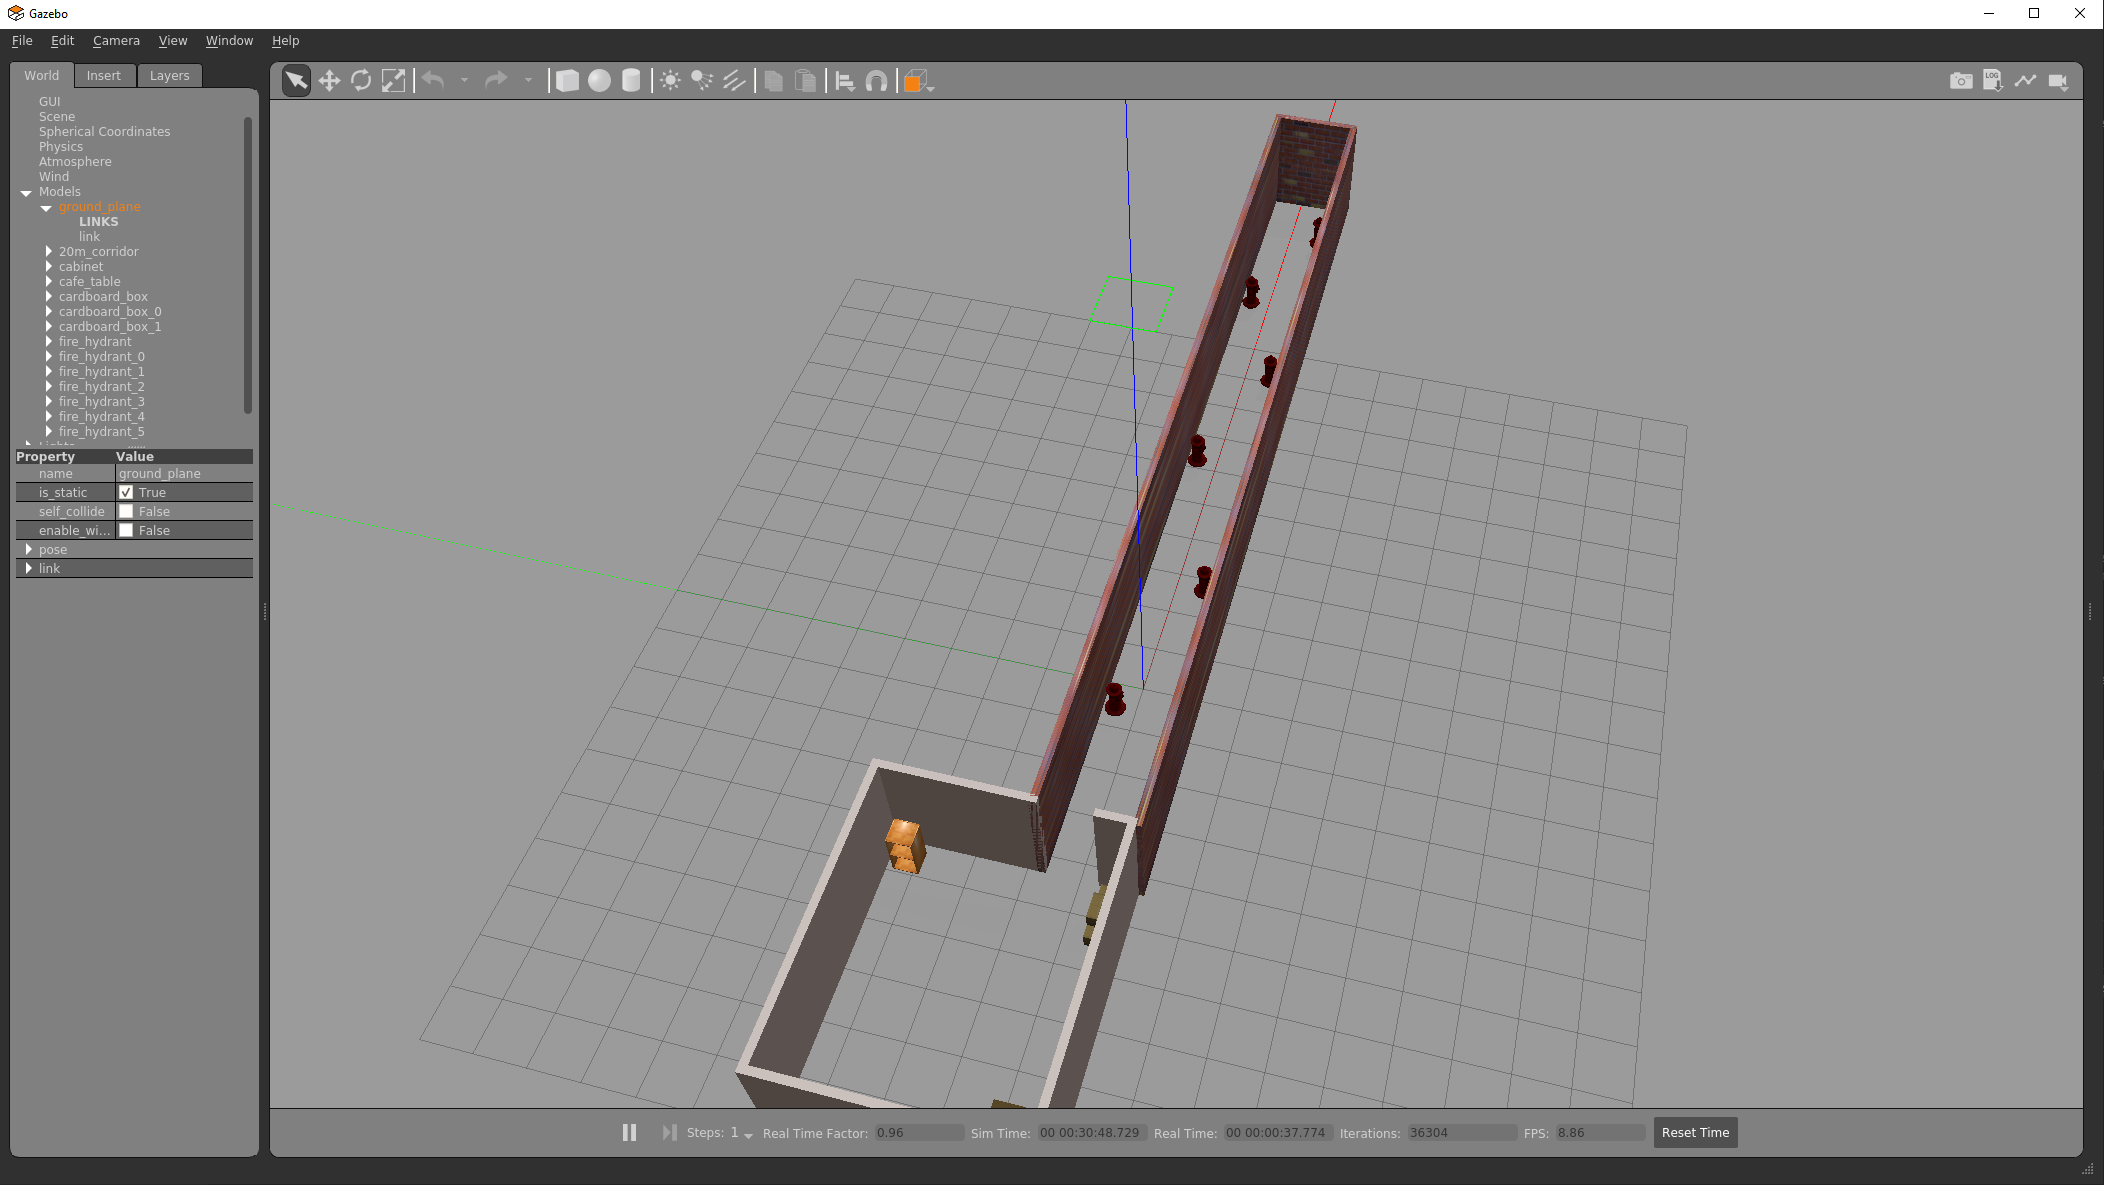 Gazebo
File Edit Camera View Window Help
World Insert Layers
LOG
GUI
Scene
Spherical Coordinates
Physics
Atmosphere
Wind
Models
ground_plane
LINKS
link
20m_corridor
cabinet
cafe_table
cardboard_box
cardboard_box_0
cardboard_box_1
fire_hydrant
fire_hydrant_0
fire_hydrant_1
fire_hydrant_2
fire_hydrant_3
fire_hydrant_4
fire_hydrant_5
Property Value
name ground_plane
is_static True
self_collide False
enable_wi... False
pose
link
Steps: 1 Real Time Factor: 0.96 Sim Time: 00 00:30:48.729 Real Time: 00 00:00:37.774 Iterations: 36304 FPS: 8.86 Reset Time